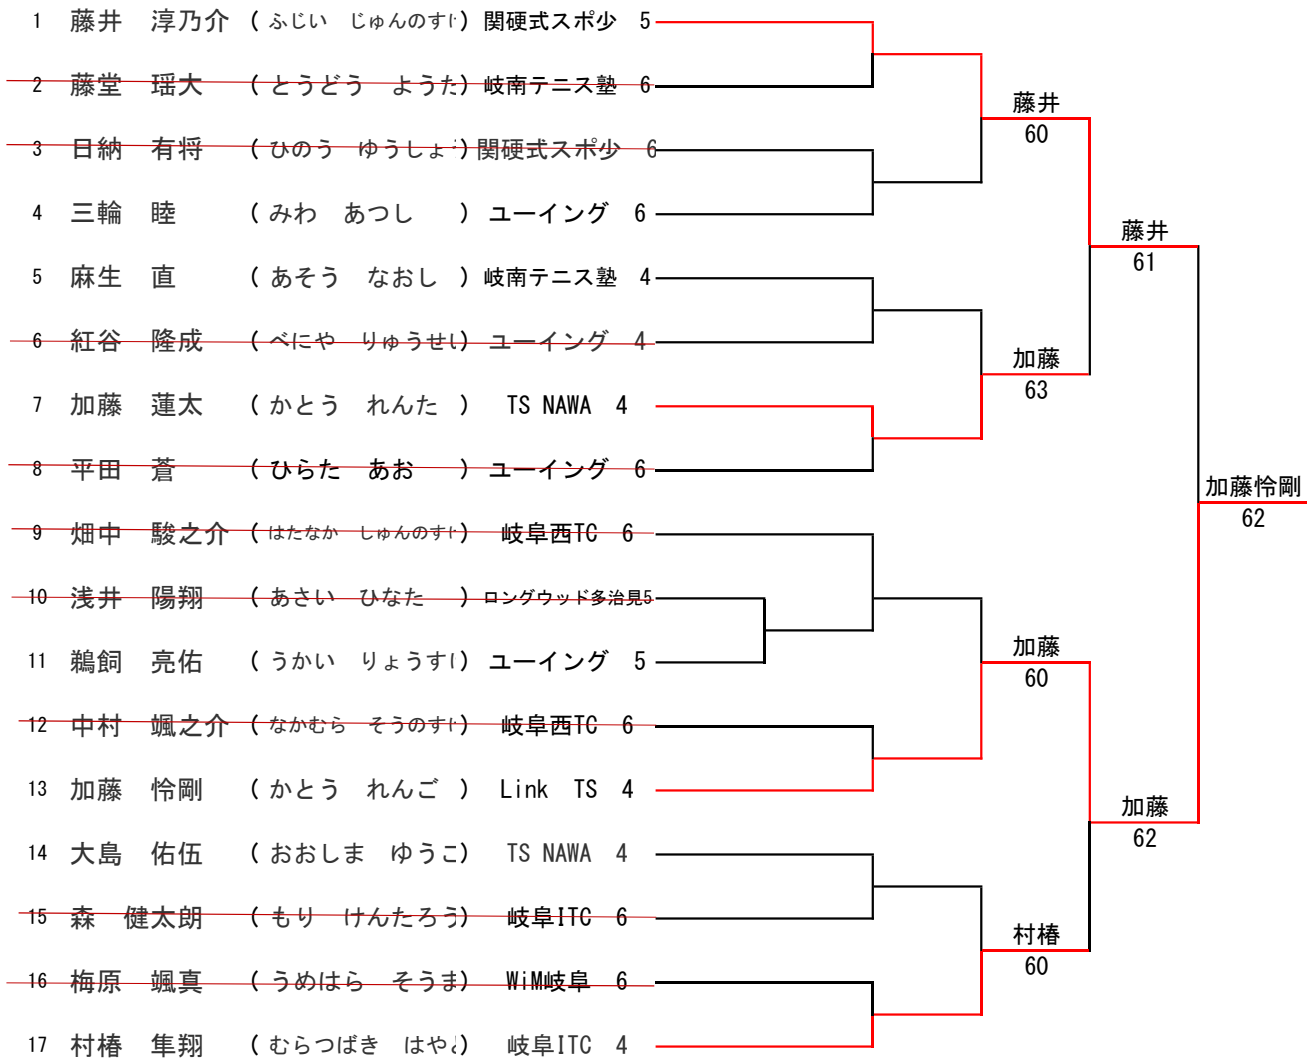 1 藤井 淳乃介 ( ふじい じゅんのすけ 関硬式スポ少 5
2 藤堂 瑶大 ( とうどう ようた) 岐南テニス塾 6
藤井
3 日納 有将 ( ひのう ゆうしょ ) 関硬式スポ少 6
60
4 三輪 睦 ( みわ あつし ) ユーイング 6
藤井
5 麻生 直 ( あそう なおし ) 岐南テニス塾 4
61
6 紅谷 隆成 ( べにや りゅうせい) ユーイング 4
加藤
63
7 加藤 蓮太 ( かとう れんた ) TS NAWA 4
8 平田 蒼 ( ひらた あお ) ユーイング 6
加藤怜剛
62
9 畑中 駿之介 ( はたなか しゅんのすけ) 岐阜西TC 6
10 浅井 陽翔 ( あさい ひなた ) ロングウッド多治見5
11 鵜飼 亮佑 ( うかい りょうすけ) ユーイング 5
加藤
60
12 中村 颯之介 ( なかむら そうのすけ) 岐阜西TC 6
13 加藤 怜剛 ( かとう れんご ) Link TS 4
加藤
62
14 大島 佑伍 ( おおしま ゆうご) TS NAWA 4
15 森 健太朗 ( もり けんたろう) 岐阜ITC 6
村椿
60
16 梅原 颯真 ( うめはら そうま) WiM岐阜 6
17 村椿 隼翔 ( むらつばき はやと) 岐阜ITC 4